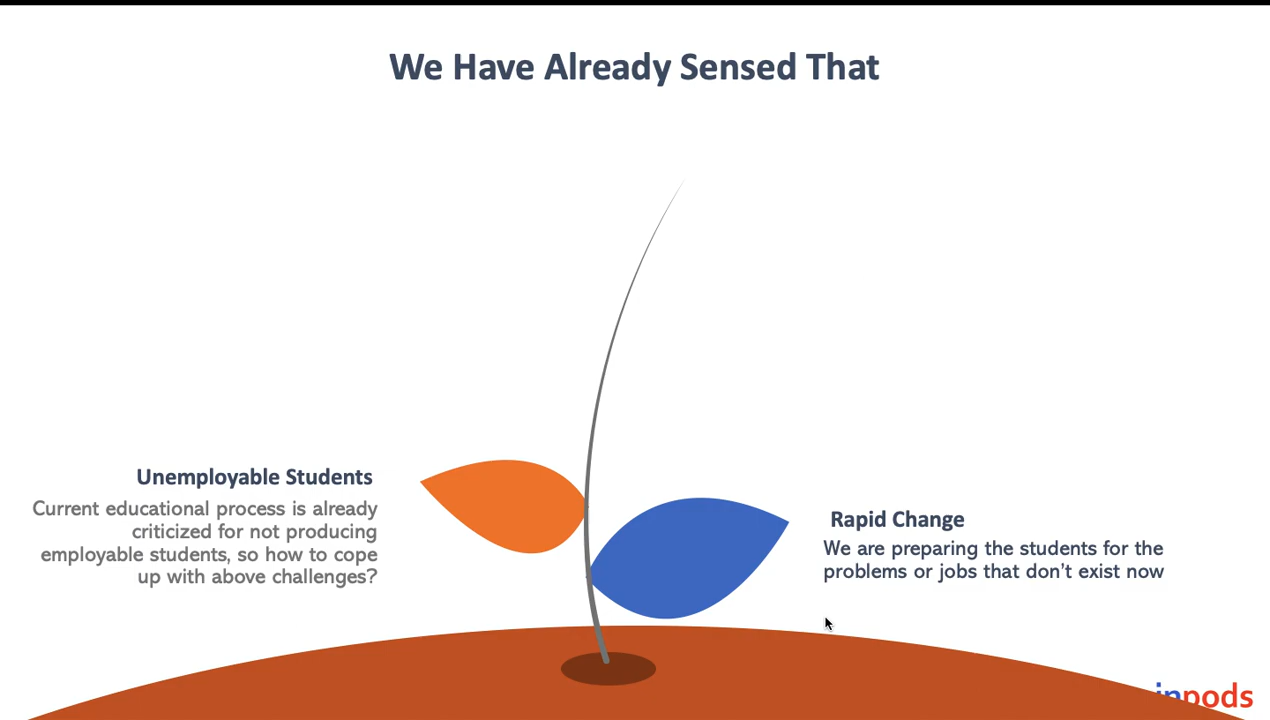 We Have Already Sensed That
Unemployable Students
Current educational process is already
criticized for not producing
employable students, so how to cope
up with above challenges?
Rapid Change
We are preparing the students for the
problems or jobs that don't exist now
inpods